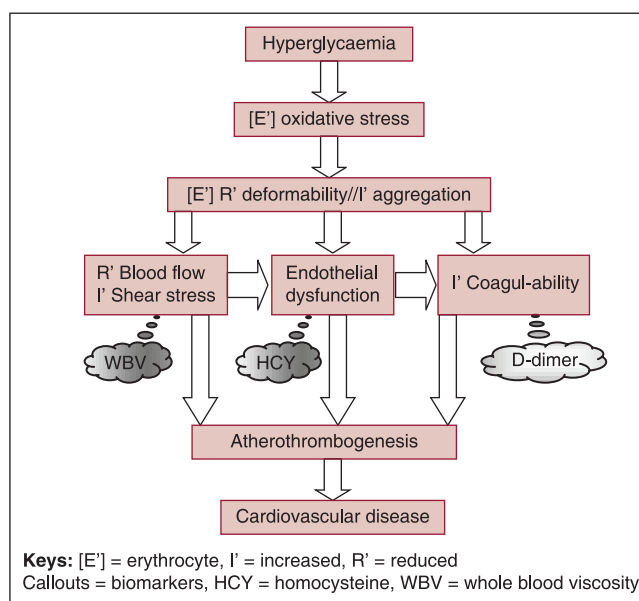 Hyperglycaemia
[E’] oxidative stress
[E’] R’ deformability//I’ aggregation
R’ Blood flow
I’ Shear stress
Endothelial
dysfunction
I’ Coagul-ability
WBV
HCY
D-dimer
Atherothrombogenesis
Cardiovascular disease
Keys: [E’] = erythrocyte, I’ = increased, R’ = reduced
Callouts = biomarkers, HCY = homocysteine, WBV = whole blood viscosity